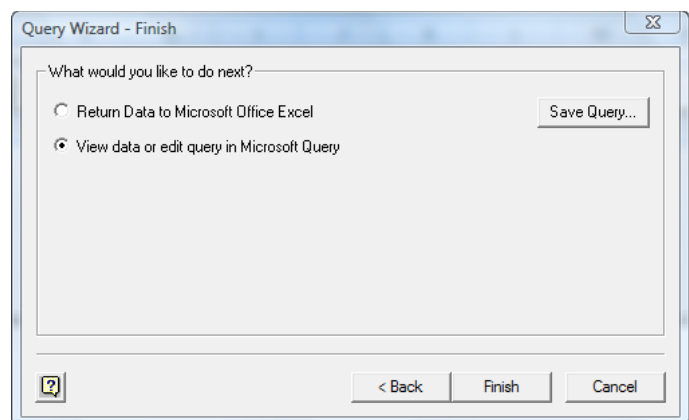 Query Wizard - Finish
What would you like to do next?
Return Data to Microsoft Office Excel
Save Query...
View data or edit query in Microsoft Query
?
< Back
Finish
Cancel